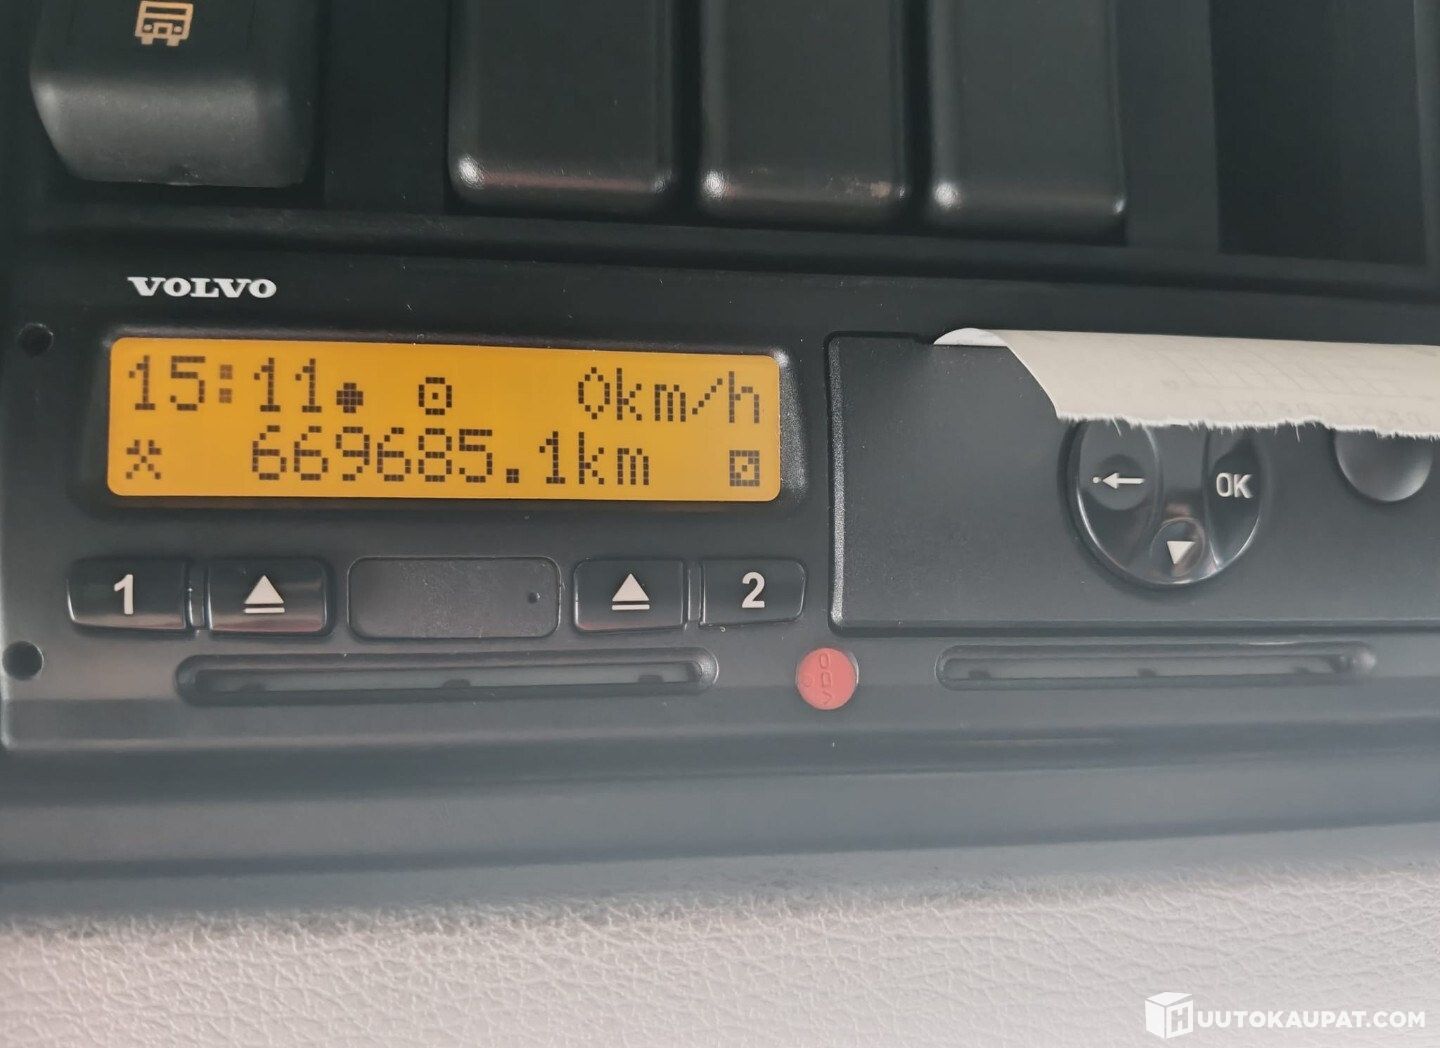 VOLVO
15:11 0km/h
669685.1km
1 2
OK
HUUTOKAUPAT.COM